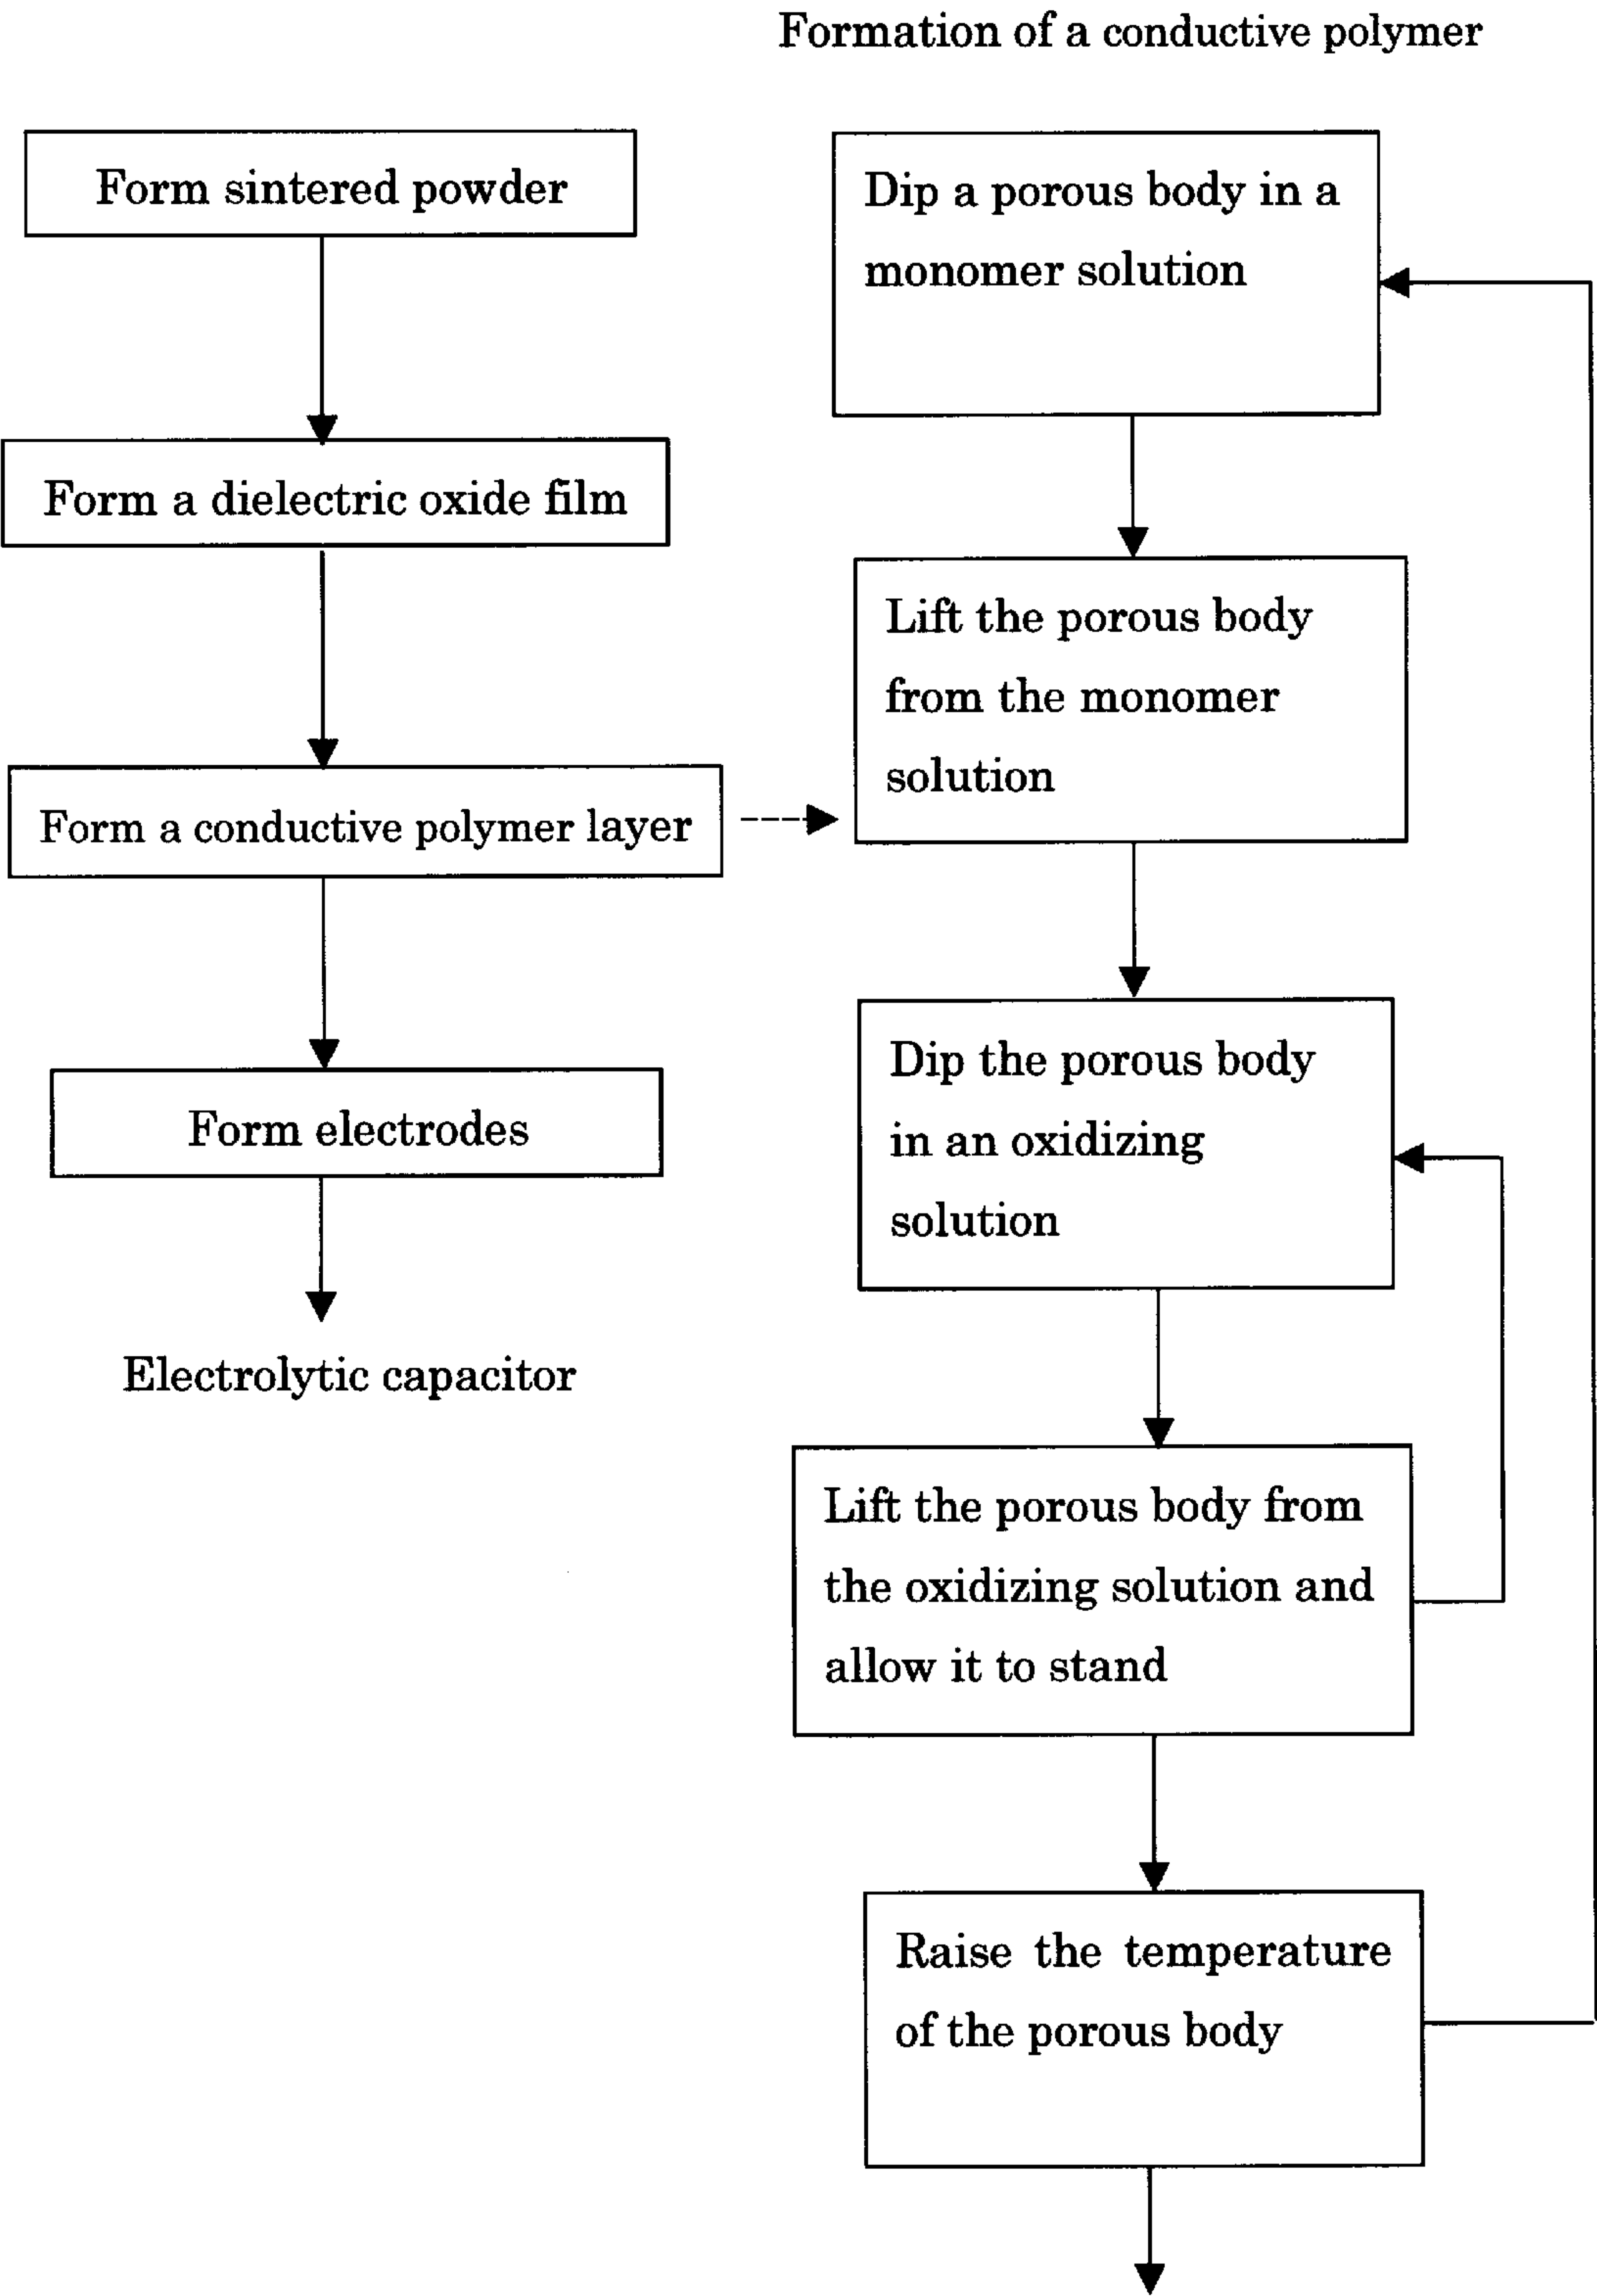 Formation of a conductive polymer
Form sintered powder
Form a dielectric oxide film
Form a conductive polymer layer
Form electrodes
Electrolytic capacitor
Dip a porous body in a
monomer solution
Lift the porous body
from the monomer
solution
Dip the porous body
in an oxidizing
solution
Lift the porous body from
the oxidizing solution and
allow it to stand
Raise the temperature
of the porous body